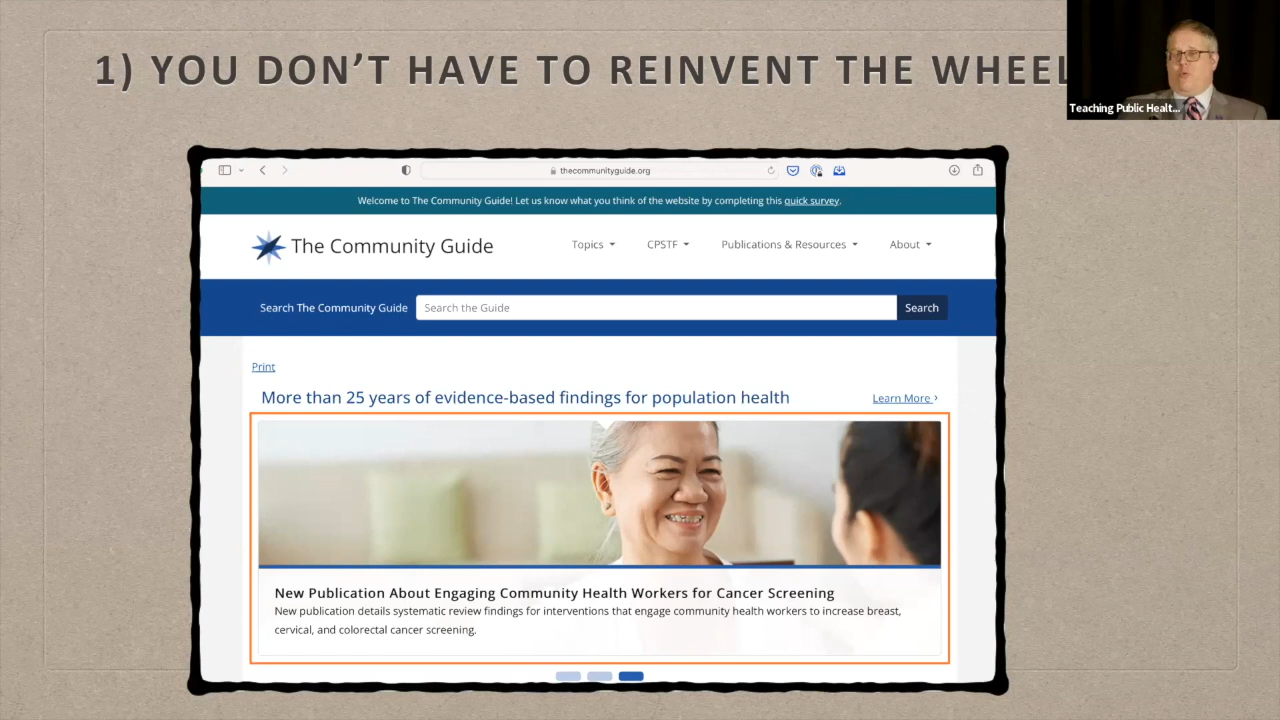 1) YOU DON'T HAVE TO REINVENT THE WHEEL
Teaching Public Healt...
thecommunityguide.org
Welcome to The Community Guide! Let us know what you think of the website by completing this quick survey.
The Community Guide
Topics
CPSTF
Publications & Resources
About
Search The Community Guide
Search the Guide
Search
Print
More than 25 years of evidence-based findings for population health
Learn More ›
New Publication About Engaging Community Health Workers for Cancer Screening
New publication details systematic review findings for interventions that engage community health workers to increase breast,
cervical, and colorectal cancer screening.